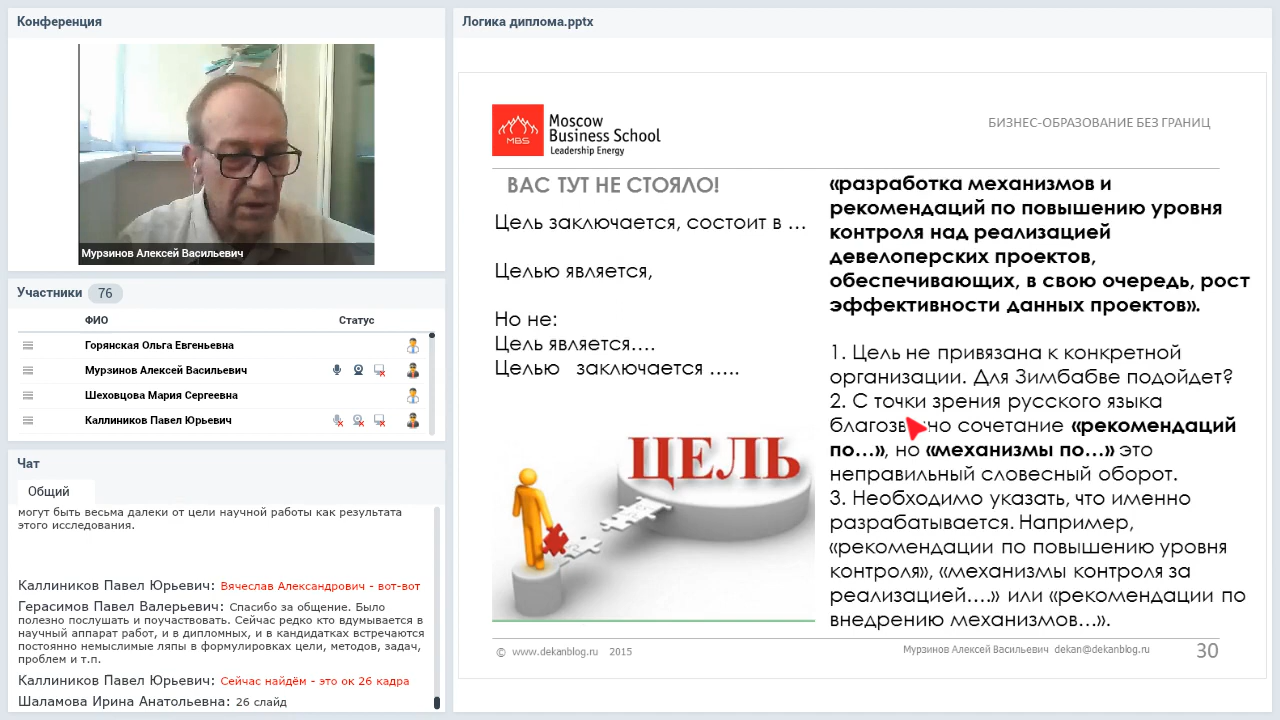 Конференция
Мурзинов Алексей Васильевич
Участники 76
ФИО Статус
Горянская Ольга Евгеньевна
Мурзинов Алексей Васильевич
Шеховцова Мария Сергеевна
Каллиников Павел Юрьевич
Чат
Общий
могут быть весьма далеки от цели научной работы как результата
этого исследования.
Каллиников Павел Юрьевич: Вячеслав Александрович - вот-вот
Герасимов Павел Валерьевич: Спасибо за общение. Было
полезно послушать и поучаствовать. Сейчас редко кто вдумывается в
научный аппарат работ, и в дипломных, и в кандидатках встречаются
постоянно немыслимые ляпы в формулировках цели, методов, задач,
проблем и т.п.
Каллиников Павел Юрьевич: Сейчас найдём - это ок 26 кадра
Шаламова Ирина Анатольевна: 26 слайд
Логика диплома.pptx
MBS
Moscow
Business School
Leadership Energy
БИЗНЕС-ОБРАЗОВАНИЕ БЕЗ ГРАНИЦ
ВАС ТУТ НЕ СТОЯЛО!
Цель заключается, состоит в …
Целью является,
Но не:
Цель является….
Целью заключается …..
ЦЕЛЬ
«разработка механизмов и
рекомендаций по повышению уровня
контроля над реализацией
девелоперских проектов,
обеспечивающих, в свою очередь, рост
эффективности данных проектов».
1. Цель не привязана к конкретной
организации. Для Зимбабве подойдет?
2. С точки зрения русского языка
сочетание «рекомендаций
по…», но «механизмы по…» это
неправильный словесный оборот.
3. Необходимо указать, что именно
разрабатывается. Например,
«рекомендации по повышению уровня
контроля», «механизмы контроля за
реализацией….» или «рекомендации по
внедрению механизмов…».
© www.dekanblog.ru 2015
Мурзинов Алексей Васильевич dekan@dekanblog.ru
30